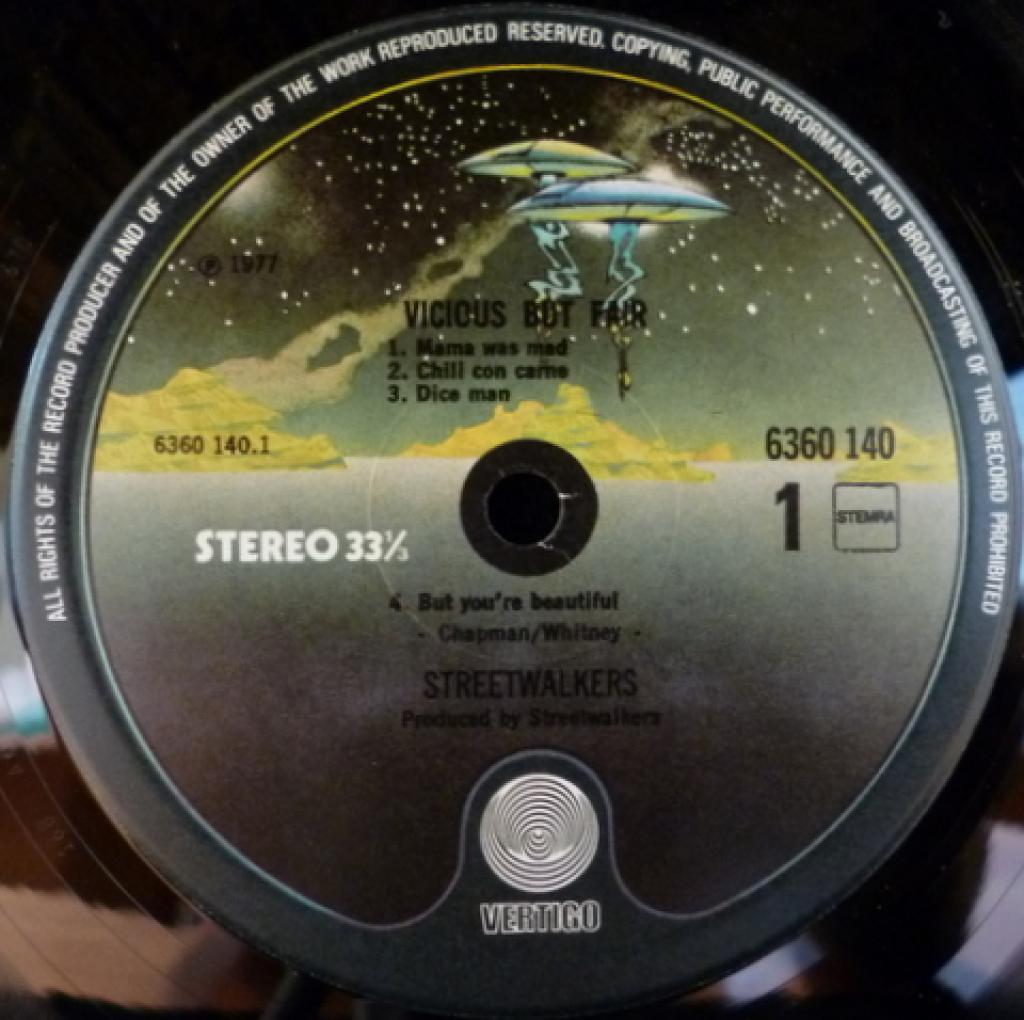 ALL RIGHTS OF THE RECORD PRODUCER AND OF THE OWNER OF THE WORK REPRODUCED RESERVED. COPYING, PUBLIC PERFORMANCE AND BROADCASTING OF THIS RECORD PROHIBITED
℗ 1977
VICIOUS BUT FAIR
1. Mama was mad
2. Chili con carne
3. Dice man
6360 140.1
6360 140
1
STEMRA
STEREO 33⅓
4. But you're beautiful
- Chapman/Whitney -
STREETWALKERS
Produced by Streetwalkers
VERTIGO